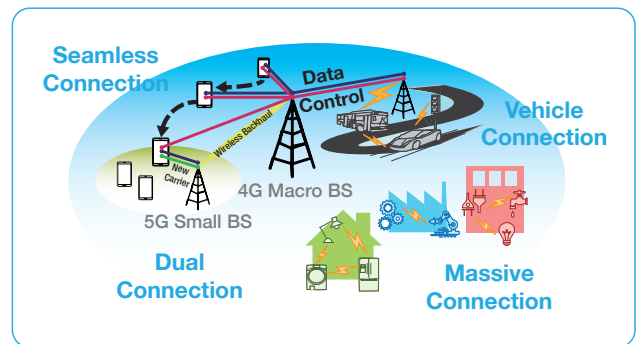 Seamless
Connection
Data
Control
Vehicle
Connection
Wireless Backhaul
New
Carrier
4G Macro BS
5G Small BS
Dual
Connection
Massive
Connection